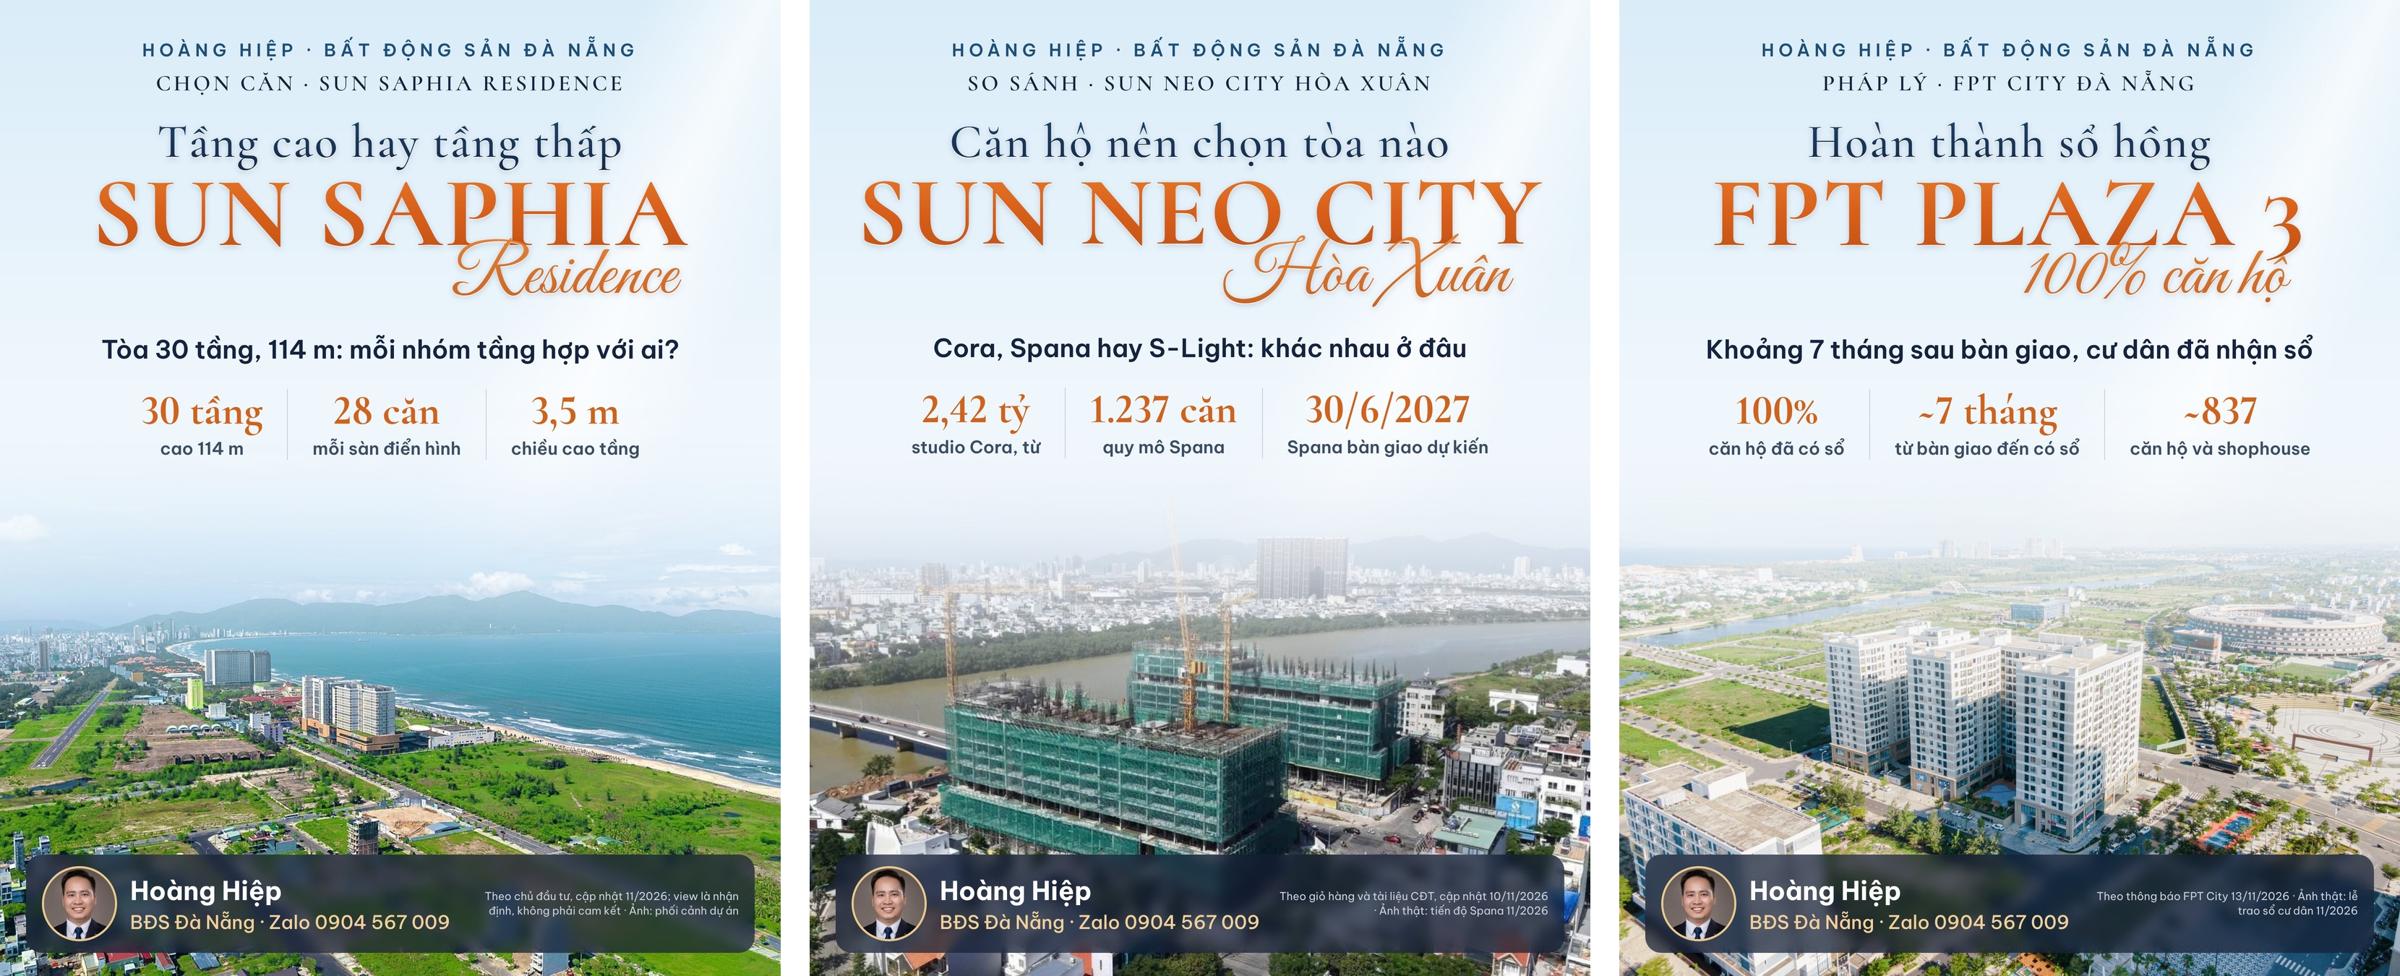 HOÀNG HIỆP · BẤT ĐỘNG SẢN ĐÀ NẴNG
CHỌN CĂN · SUN SAPHIA RESIDENCE
Tầng cao hay tầng thấp
SUN SAPHIA
Residence
Tòa 30 tầng, 114 m: mỗi nhóm tầng hợp với ai?
30 tầng
cao 114 m
28 căn
mỗi sàn điển hình
3,5 m
chiều cao tầng
Hoàng Hiệp
BĐS Đà Nẵng · Zalo 0904 567 009
Theo chủ đầu tư, cập nhật 11/2026; view là nhận
định, không phải cam kết · Ảnh: phối cảnh dự án
HOÀNG HIỆP · BẤT ĐỘNG SẢN ĐÀ NẴNG
SO SÁNH · SUN NEO CITY HÒA XUÂN
Căn hộ nên chọn tòa nào
SUN NEO CITY
Hòa Xuân
Cora, Spana hay S-Light: khác nhau ở đâu
2,42 tỷ
studio Cora, từ
1.237 căn
quy mô Spana
30/6/2027
Spana bàn giao dự kiến
Hoàng Hiệp
BĐS Đà Nẵng · Zalo 0904 567 009
Theo giỏ hàng và tài liệu CĐT, cập nhật 10/11/2026
· Ảnh thật: tiến độ Spana 11/2026
HOÀNG HIỆP · BẤT ĐỘNG SẢN ĐÀ NẴNG
PHÁP LÝ · FPT CITY ĐÀ NẴNG
Hoàn thành sổ hồng
FPT PLAZA 3
100% căn hộ
Khoảng 7 tháng sau bàn giao, cư dân đã nhận sổ
100%
căn hộ đã có sổ
~7 tháng
từ bàn giao đến có sổ
~837
căn hộ và shophouse
Hoàng Hiệp
BĐS Đà Nẵng · Zalo 0904 567 009
Theo thông báo FPT City 13/11/2026 · Ảnh thật: lễ
trao sổ cư dân 11/2026